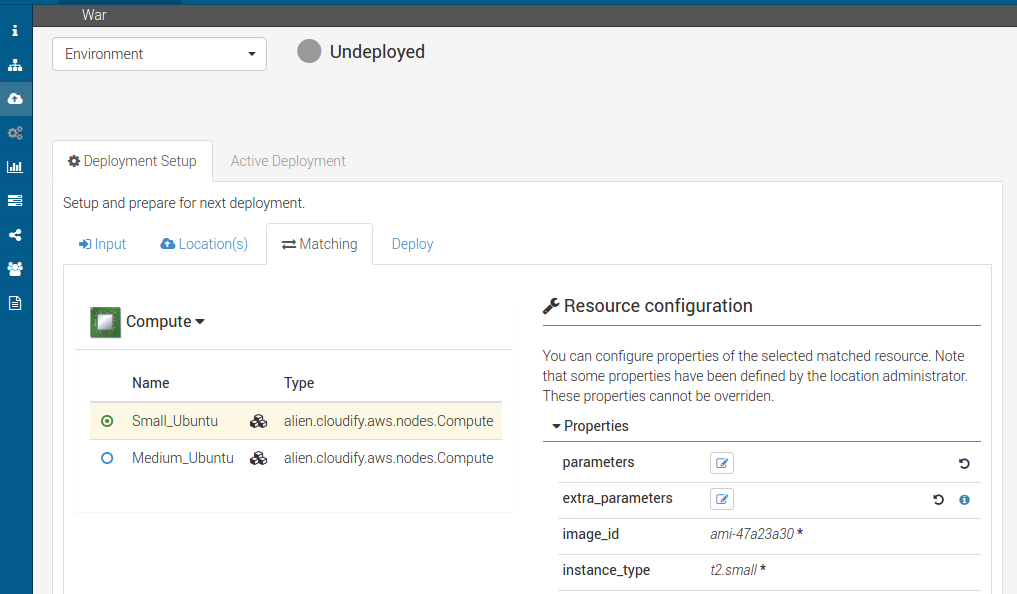 War
Environment
Undeployed
Deployment Setup
Active Deployment
Setup and prepare for next deployment.
Input
Location(s)
Matching
Deploy
Compute
Name Type
Small_Ubuntu alien.cloudify.aws.nodes.Compute
Medium_Ubuntu alien.cloudify.aws.nodes.Compute
Resource configuration
You can configure properties of the selected matched resource. Note
that some properties have been defined by the location administrator.
These properties cannot be overriden.
Properties
parameters
extra_parameters
image_id ami-47a23a30 *
instance_type t2.small *